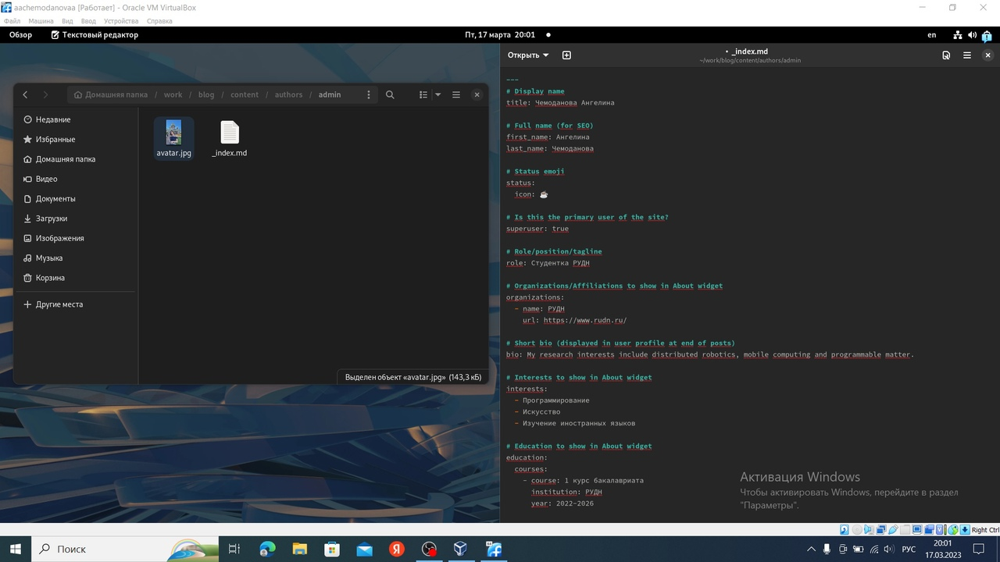 aachemodanovaa [Работает] - Oracle VM VirtualBox
Файл Машина Вид Ввод Устройства Справка
Обзор Текстовый редактор Пт, 17 марта 20:01 en
Домашняя папка / work / blog / content / authors / admin
Недавние
Избранные
Домашняя папка
Видео
Документы
Загрузки
Изображения
Музыка
Корзина
Другие места
avatar.jpg _index.md
Выделен объект «avatar.jpg» (143,3 кБ)
Открыть • _index.md
~/work/blog/content/authors/admin
---
# Display name
title: Чемоданова Ангелина
# Full name (for SEO)
first_name: Ангелина
last_name: Чемоданова
# Status emoji
status:
icon: ☕
# Is this the primary user of the site?
superuser: true
# Role/position/tagline
role: Студентка РУДН
# Organizations/Affiliations to show in About widget
organizations:
- name: РУДН
url: https://www.rudn.ru/
# Short bio (displayed in user profile at end of posts)
bio: My research interests include distributed robotics, mobile computing and programmable matter.
# Interests to show in About widget
interests:
- Программирование
- Искусство
- Изучение иностранных языков
# Education to show in About widget
education:
courses:
- course: 1 курс бакалавриата
institution: РУДН
year: 2022-2026
Активация Windows
Чтобы активировать Windows, перейдите в раздел
"Параметры".
Right Ctrl
Поиск
РУС
20:01
17.03.2023